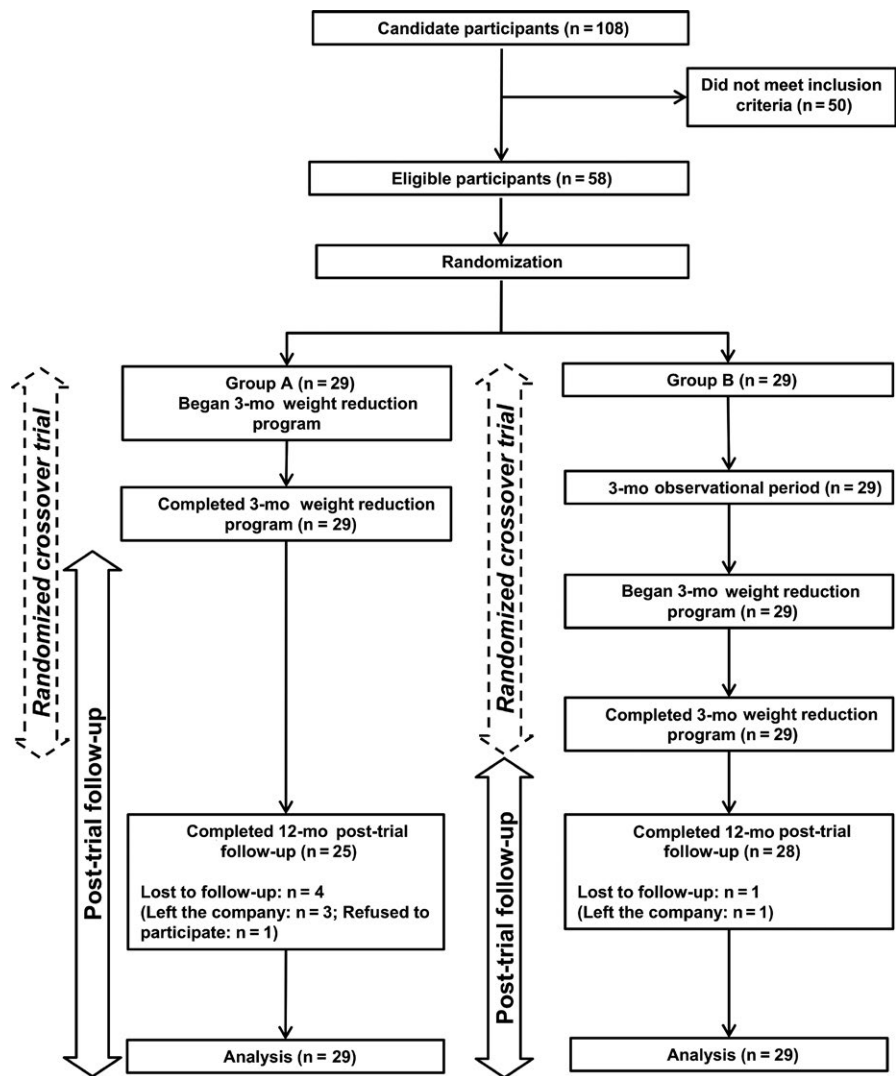 Candidate participants (n = 108)
Did not meet inclusion
criteria (n = 50)
Eligible participants (n = 58)
Randomization
Randomized crossover trial
Post-trial follow-up
Group A (n = 29)
Began 3-mo weight reduction
program
Completed 3-mo weight reduction
program (n = 29)
Completed 12-mo post-trial
follow-up (n = 25)
Lost to follow-up: n = 4
(Left the company: n = 3; Refused to
participate: n = 1)
Analysis (n = 29)
Randomized crossover trial
Post-trial follow-up
Group B (n = 29)
3-mo observational period (n = 29)
Began 3-mo weight reduction
program (n = 29)
Completed 3-mo weight reduction
program (n = 29)
Completed 12-mo post-trial
follow-up (n = 28)
Lost to follow-up: n = 1
(Left the company: n = 1)
Analysis (n = 29)